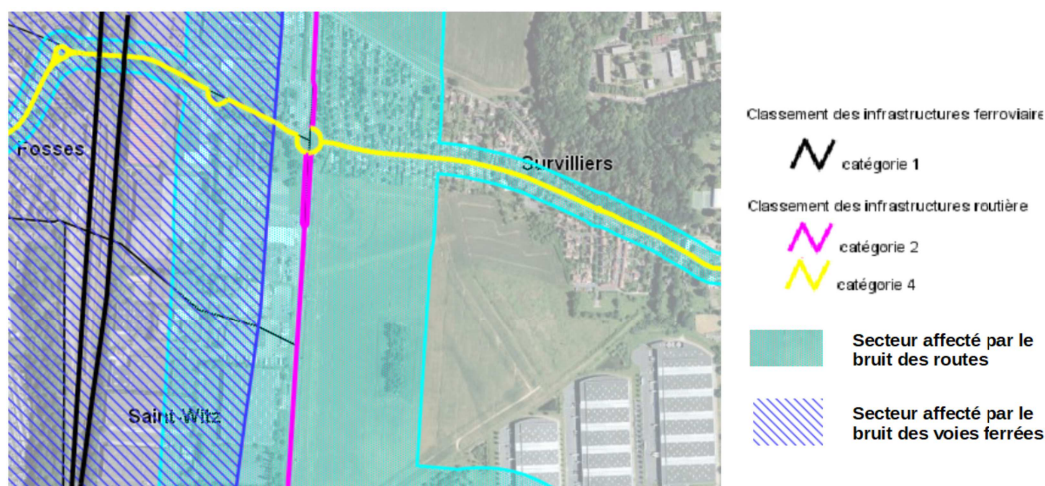 Fosses
Survilliers
Saint-Witz
Classement des infrastructures ferroviaire
catégorie 1
Classement des infrastructures routière
catégorie 2
catégorie 4
Secteur affecté par le
bruit des routes
Secteur affecté par le
bruit des voies ferrées